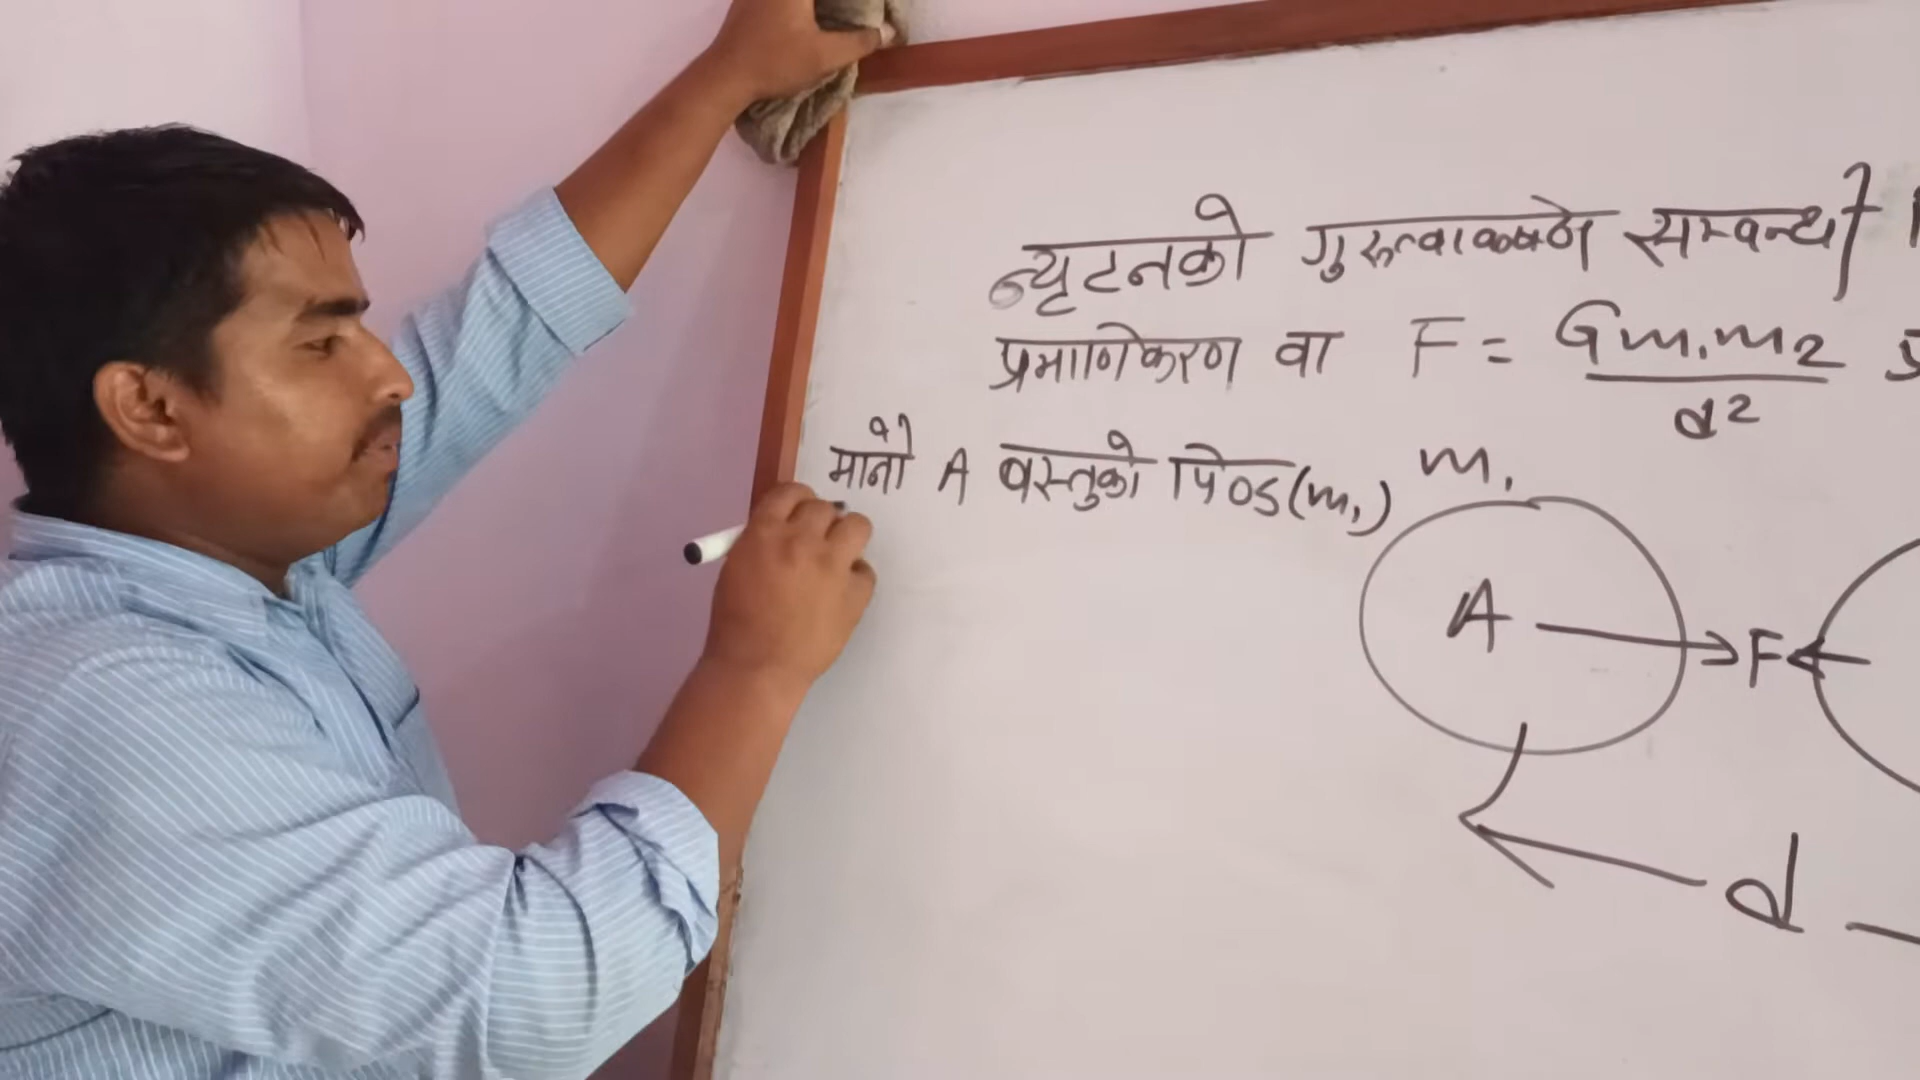 न्यूटनको गुरुत्वाकर्षण सम्बन्धी
प्रमाणिकरण वा F = Gm₁m₂/d²
मानौं A वस्तुको पिण्ड(m₁)
m₁
A
F
d